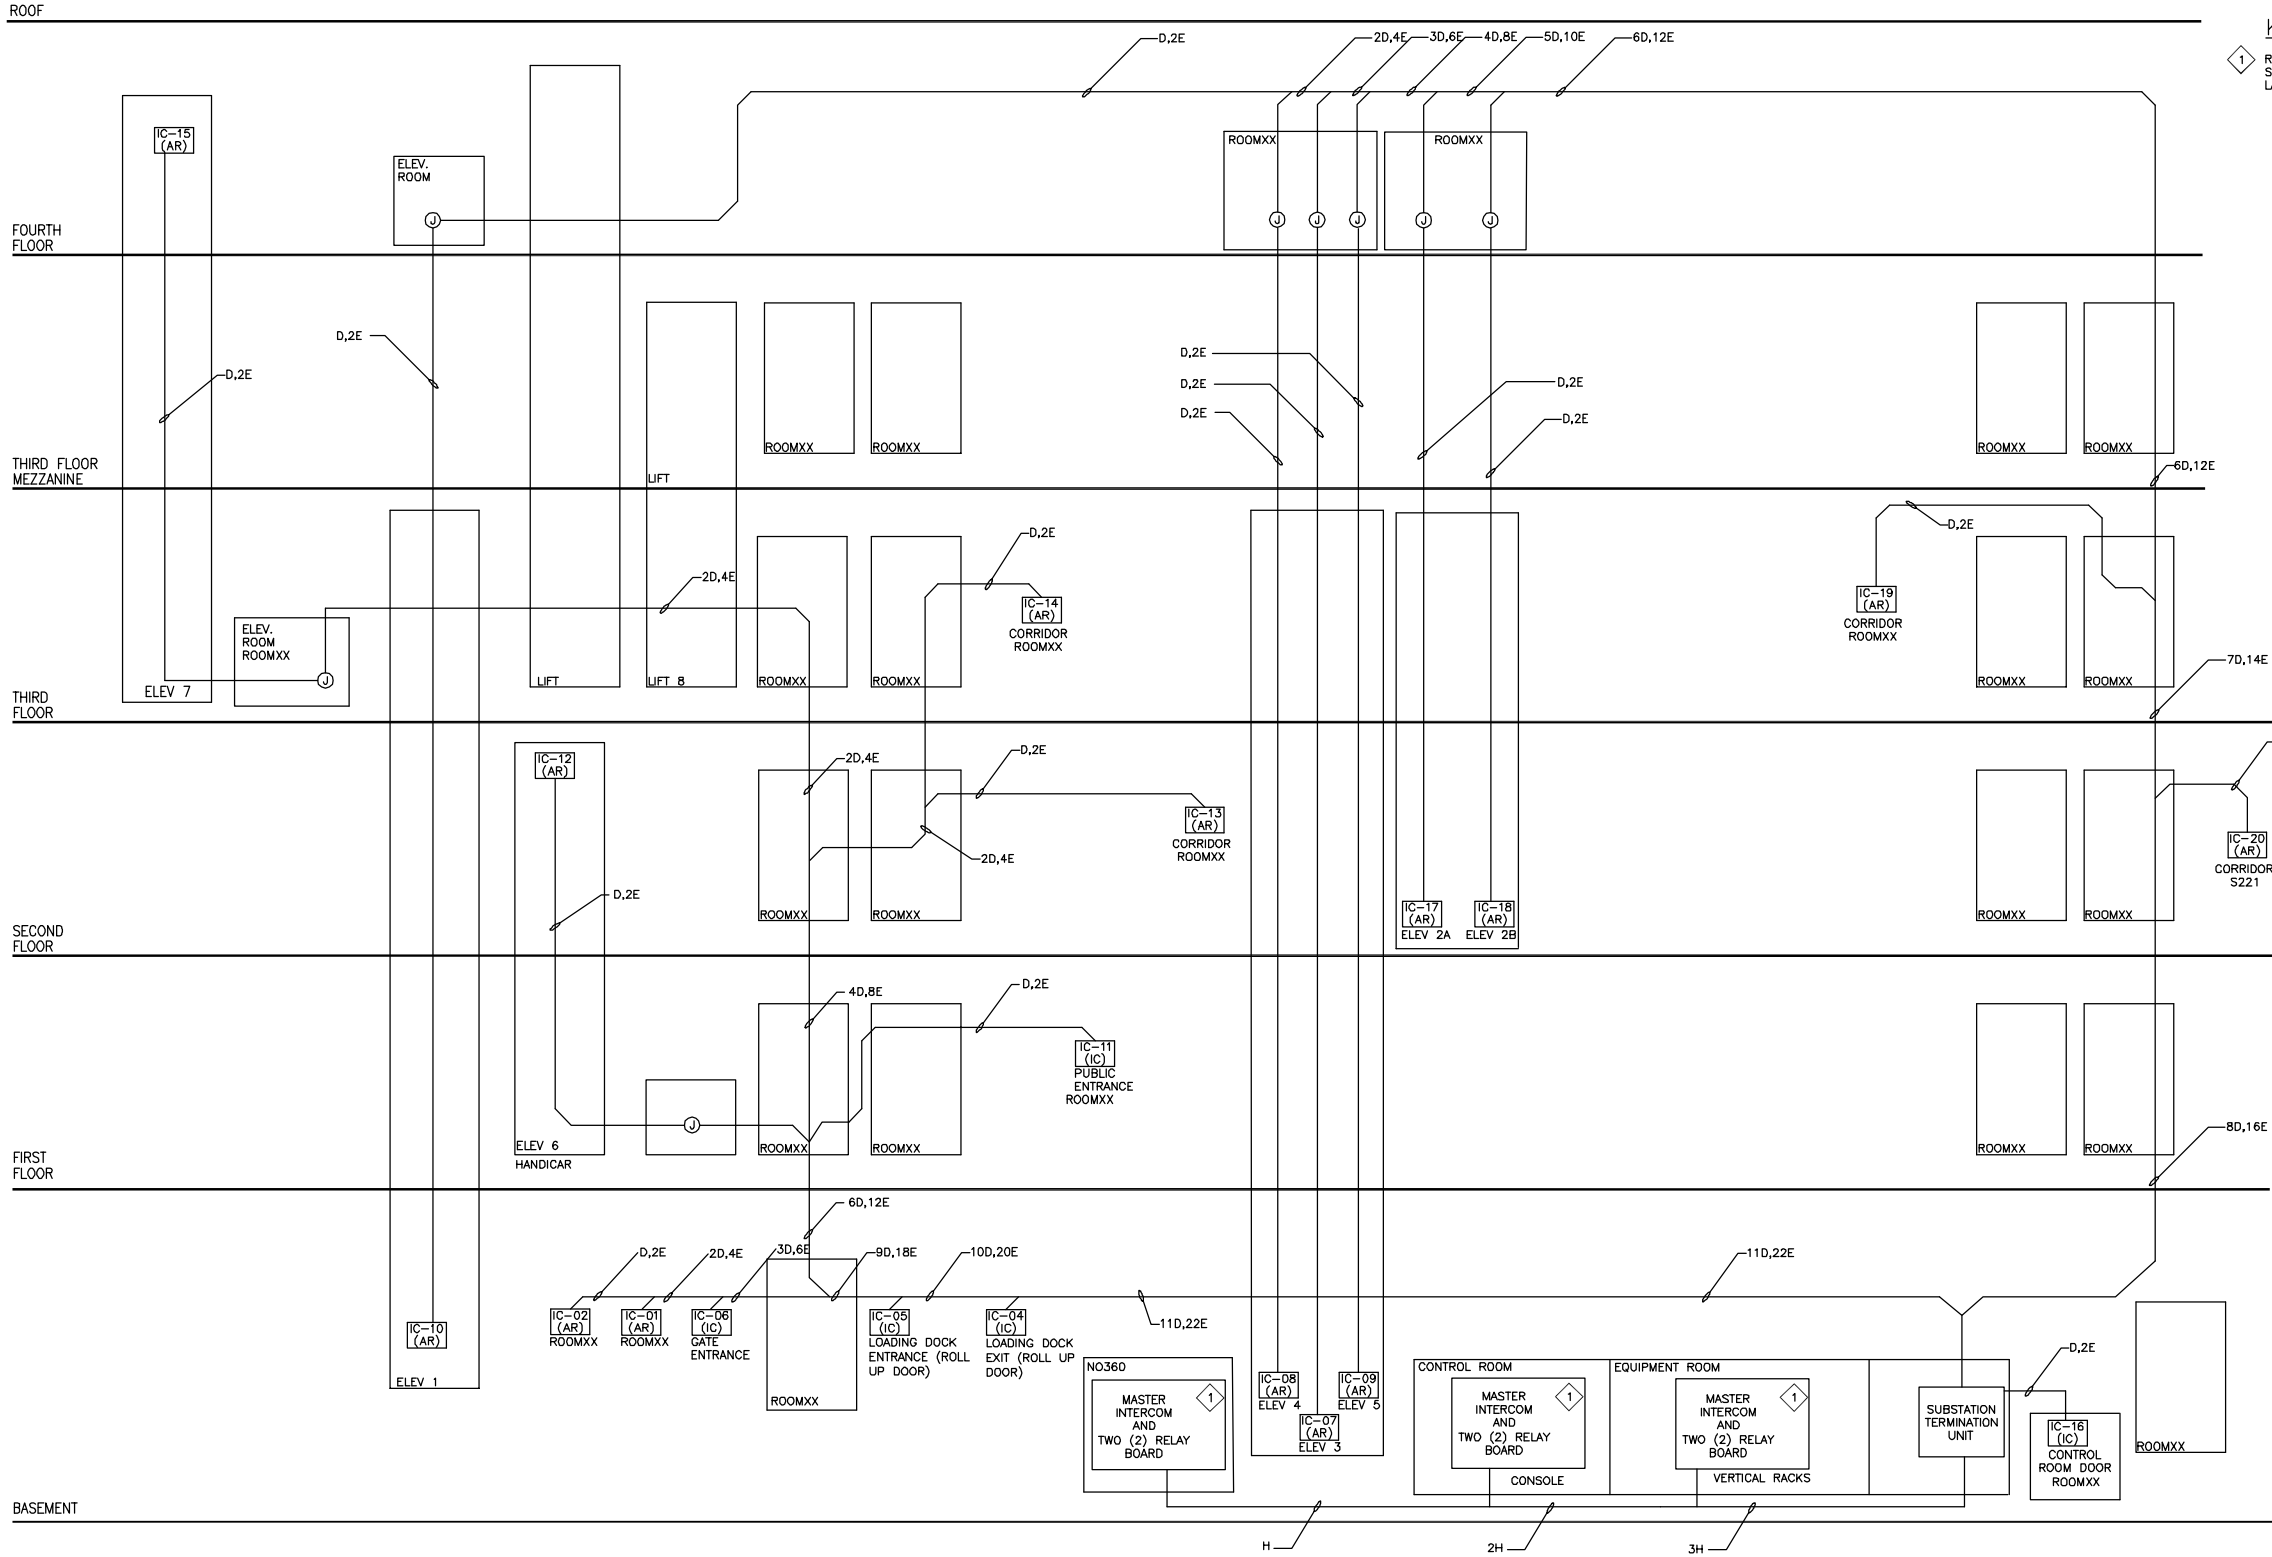 ROOF
D,2E
2D,4E
3D,6E
4D,8E
5D,10E
6D,12E
1
IC-15
(AR)
ELEV.
ROOM
J
ROOMXX
ROOMXX
J
J
J
J
J
FOURTH
FLOOR
D,2E
D,2E
D,2E
D,2E
D,2E
D,2E
D,2E
ROOMXX
ROOMXX
ROOMXX
ROOMXX
LIFT
THIRD FLOOR
MEZZANINE
6D,12E
D,2E
D,2E
2D,4E
IC-14
(AR)
CORRIDOR
ROOMXX
IC-19
(AR)
CORRIDOR
ROOMXX
ELEV.
ROOM
ROOMXX
J
7D,14E
ELEV 7
LIFT
LIFT 8
ROOMXX
ROOMXX
ROOMXX
ROOMXX
THIRD
FLOOR
IC-12
(AR)
2D,4E
D,2E
IC-13
(AR)
CORRIDOR
ROOMXX
2D,4E
IC-20
(AR)
CORRIDOR
S221
D,2E
IC-17
(AR)
ELEV 2A
IC-18
(AR)
ELEV 2B
ROOMXX
ROOMXX
ROOMXX
ROOMXX
SECOND
FLOOR
4D,8E
D,2E
IC-11
(IC)
PUBLIC
ENTRANCE
ROOMXX
J
8D,16E
ELEV 6
HANDICAR
ROOMXX
ROOMXX
ROOMXX
ROOMXX
FIRST
FLOOR
6D,12E
D,2E
2D,4E
3D,6E
9D,18E
10D,20E
11D,22E
11D,22E
IC-10
(AR)
ELEV 1
IC-02
(AR)
ROOMXX
IC-01
(AR)
ROOMXX
IC-06
(IC)
GATE
ENTRANCE
ROOMXX
IC-05
(IC)
LOADING DOCK
ENTRANCE (ROLL
UP DOOR)
IC-04
(IC)
LOADING DOCK
EXIT (ROLL UP
DOOR)
NO36D
MASTER
INTERCOM
AND
TWO (2) RELAY
BOARD
1
IC-08
(AR)
ELEV 4
IC-07
(AR)
ELEV 3
IC-09
(AR)
ELEV 5
CONTROL ROOM
MASTER
INTERCOM
AND
TWO (2) RELAY
BOARD
1
CONSOLE
EQUIPMENT ROOM
MASTER
INTERCOM
AND
TWO (2) RELAY
BOARD
1
VERTICAL RACKS
SUBSTATION
TERMINATION
UNIT
D,2E
IC-16
(IC)
CONTROL
ROOM DOOR
ROOMXX
ROOMXX
BASEMENT
H
2H
3H